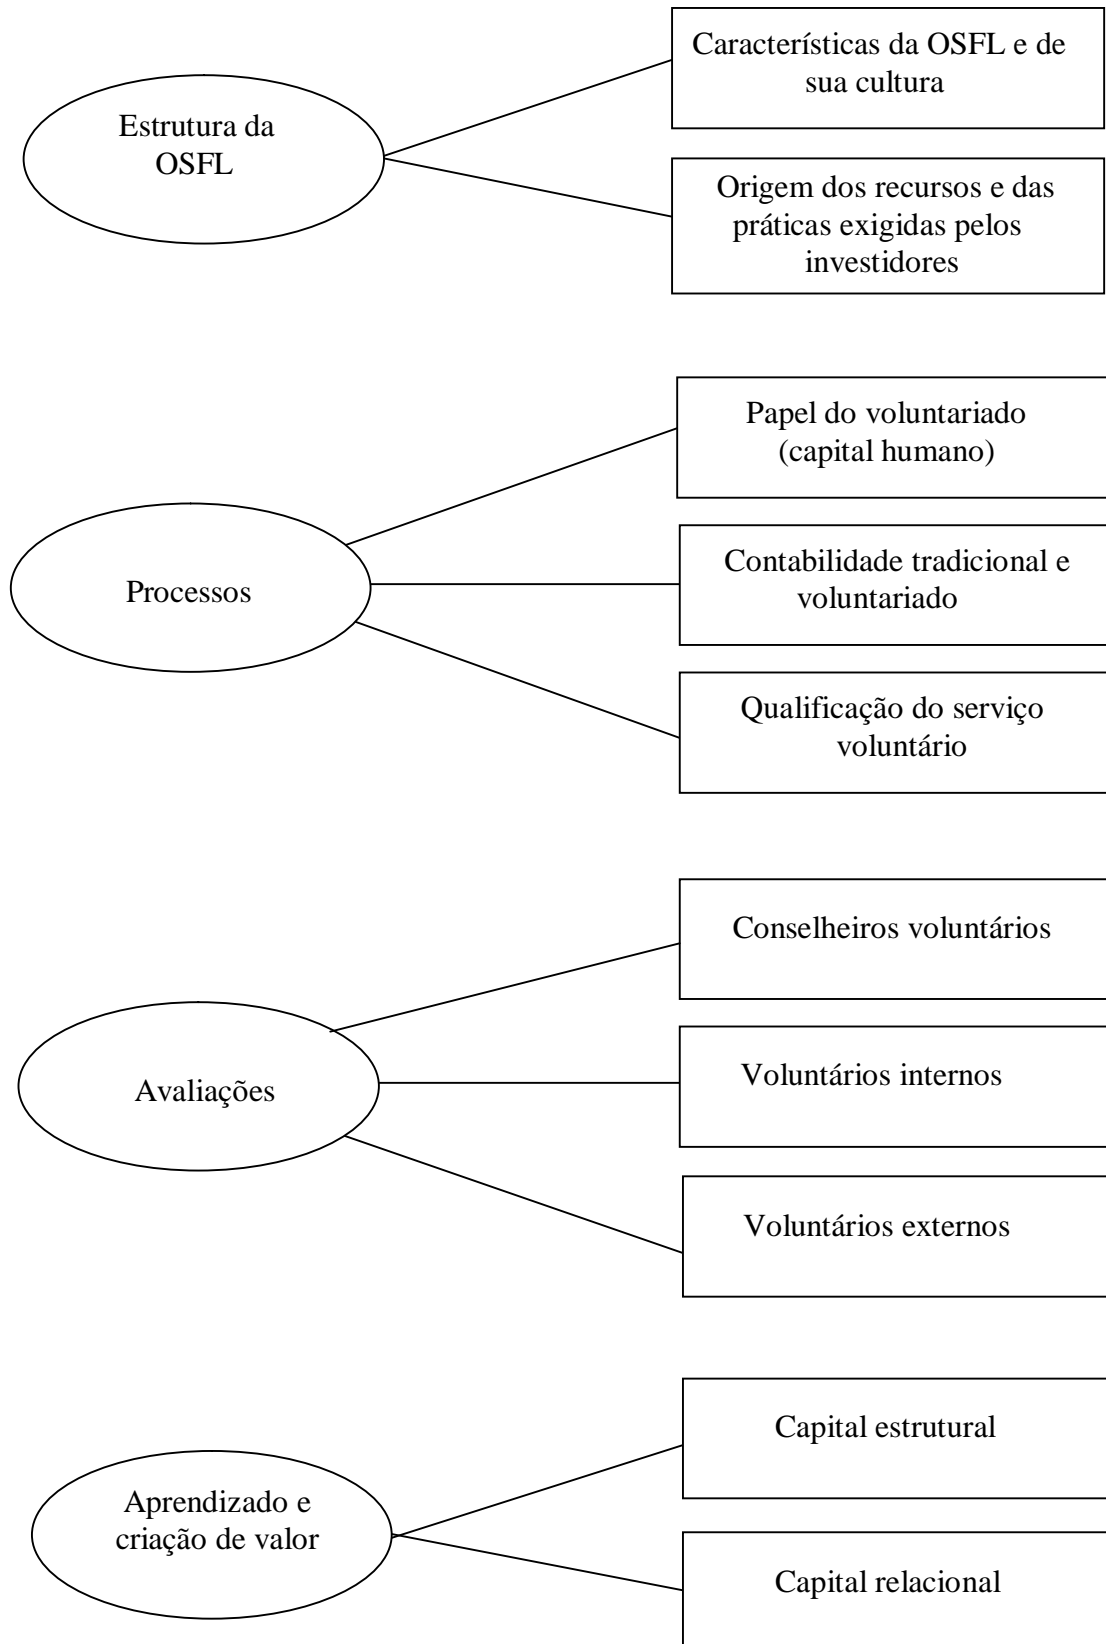 Estrutura da
OSFL
Características da OSFL e de
sua cultura
Origem dos recursos e das
práticas exigidas pelos
investidores
Processos
Papel do voluntariado
(capital humano)
Contabilidade tradicional e
voluntariado
Qualificação do serviço
voluntário
Avaliações
Conselheiros voluntários
Voluntários internos
Voluntários externos
Aprendizado e
criação de valor
Capital estrutural
Capital relacional